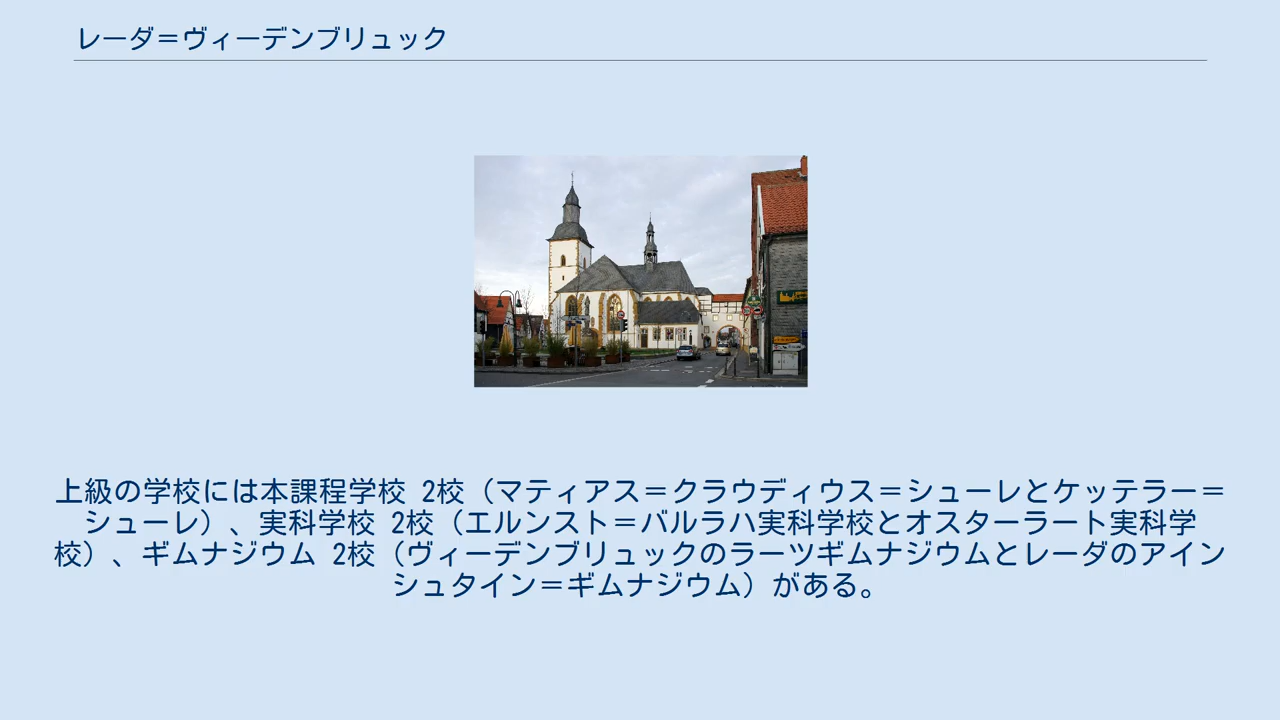 レーダ＝ヴィーデンブリュック
上級の学校には本課程学校 2校（マティアス＝クラウディウス＝シューレとケッテラー＝
シューレ）、実科学校 2校（エルンスト＝バルラハ実科学校とオスターラート実科学
校）、ギムナジウム 2校（ヴィーデンブリュックのラーツギムナジウムとレーダのアイン
シュタイン＝ギムナジウム）がある。